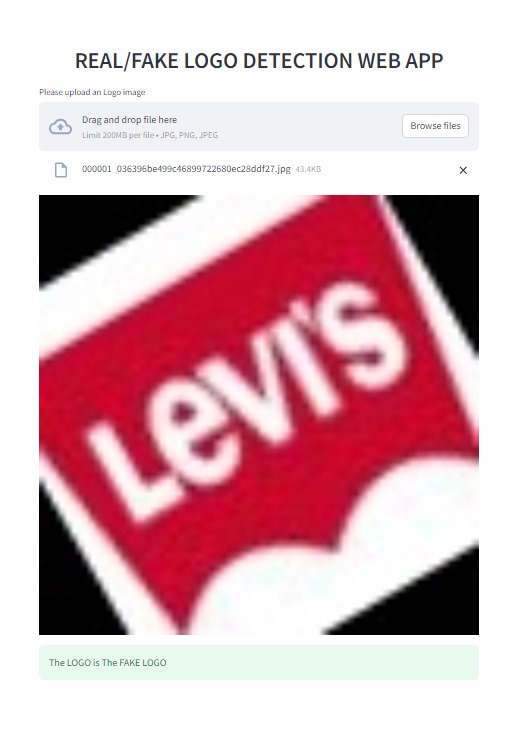 REAL/FAKE LOGO DETECTION WEB APP
Please upload an Logo image
Drag and drop file here
Limit 200MB per file • JPG, PNG, JPEG
Browse files
000001_036396be499c46899722680ec28ddf27.jpg 43.4KB
Levi's
The LOGO is The FAKE LOGO